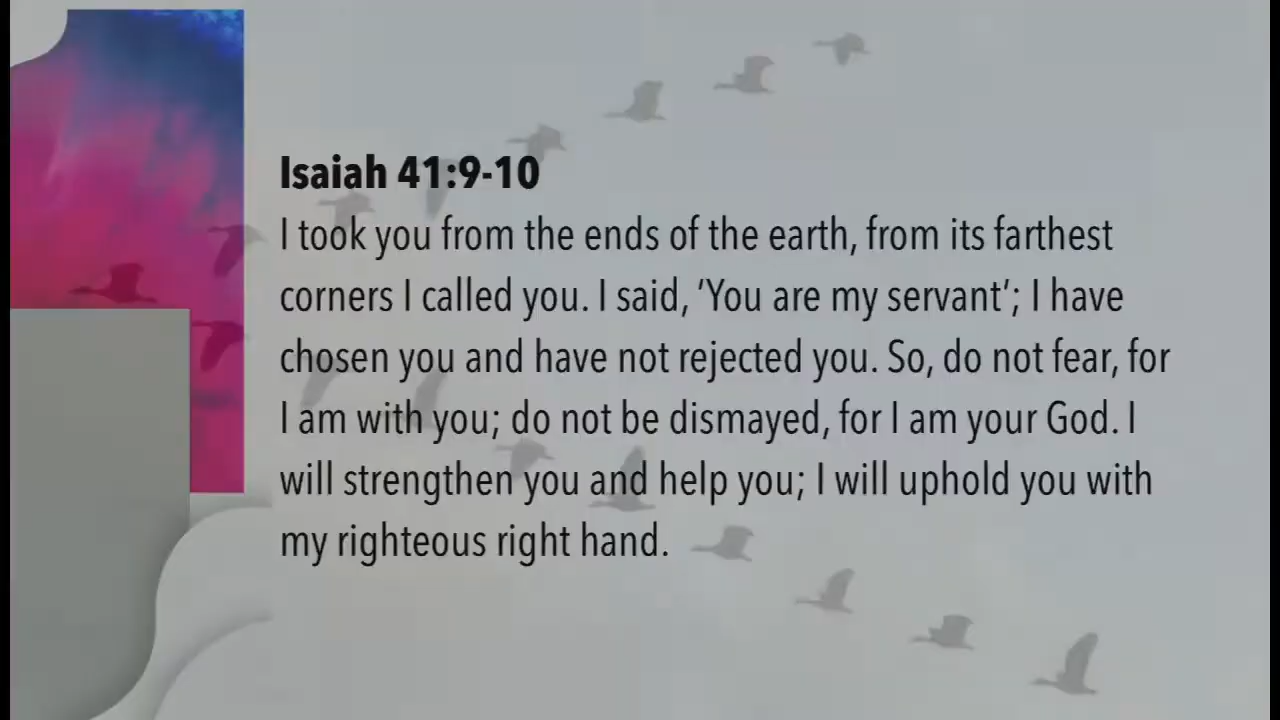 Isaiah 41:9-10
I took you from the ends of the earth, from its farthest
corners I called you. I said, ‘You are my servant’; I have
chosen you and have not rejected you. So, do not fear, for
I am with you; do not be dismayed, for I am your God. I
will strengthen you and help you; I will uphold you with
my righteous right hand.